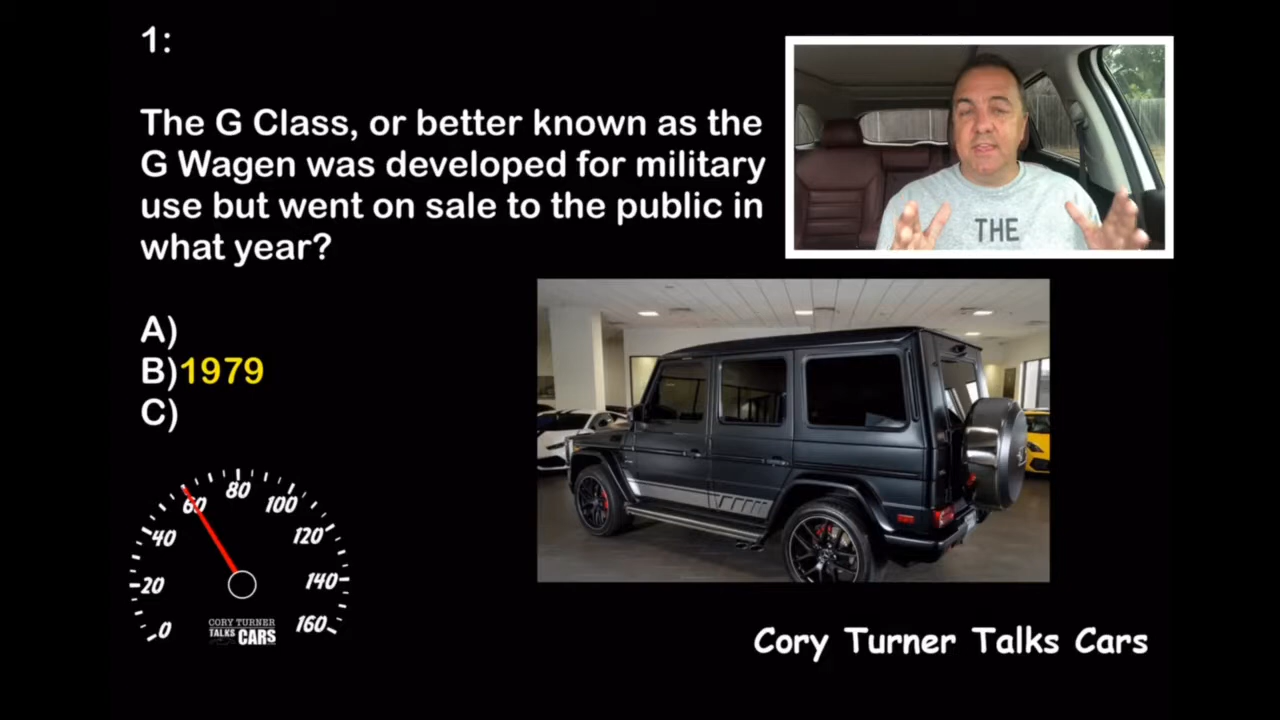 1:
The G Class, or better known as the
G Wagen was developed for military
use but went on sale to the public in
what year?
A)
B)1979
C)
THE
0
20
40
60
80
100
120
140
160
CORY TURNER
TALKS CARS
Cory Turner Talks Cars